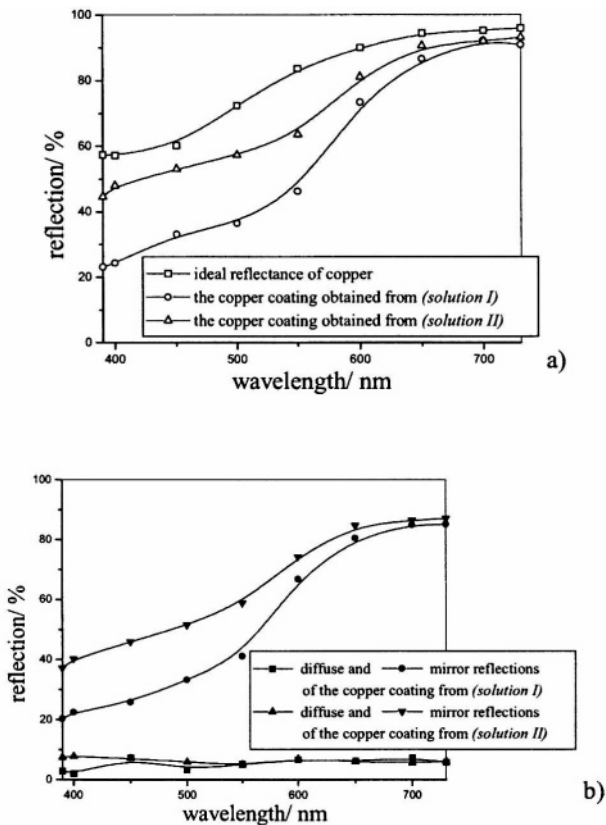 100
80
60
40
20
0
reflection/ %
ideal reflectance of copper
the copper coating obtained from (solution I)
the copper coating obtained from (solution II)
400 500 600 700
wavelength/ nm
a)
100
80
60
40
20
0
reflection/ %
diffuse and mirror reflections
of the copper coating from (solution I)
diffuse and mirror reflections
of the copper coating from (solution II)
400 500 600 700
wavelength/ nm
b)